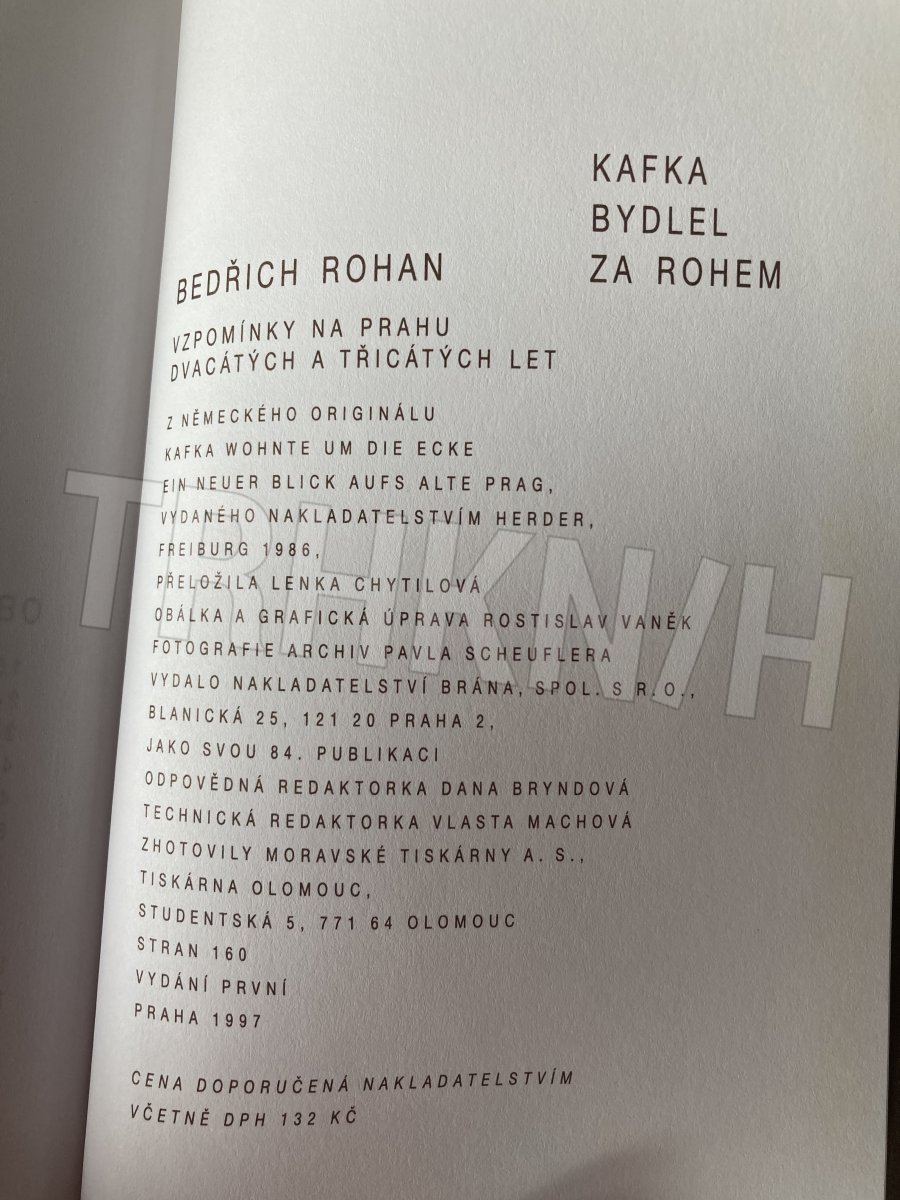 KAFKA
BYDLEL
ZA ROHEM
BEDŘICH ROHAN
VZPOMÍNKY NA PRAHU
DVACÁTÝCH A TŘICÁTÝCH LET
Z NĚMECKÉHO ORIGINÁLU
KAFKA WOHNTE UM DIE ECKE
EIN NEUER BLICK AUFS ALTE PRAG,
VYDANÉHO NAKLADATELSTVÍM HERDER,
FREIBURG 1986,
PŘELOŽILA LENKA CHYTILOVÁ
OBÁLKA A GRAFICKÁ ÚPRAVA ROSTISLAV VANĚK
FOTOGRAFIE ARCHIV PAVLA SCHEUFLERA
VYDALO NAKLADATELSTVÍ BRÁNA, SPOL. S R.O.,
BLANICKÁ 25, 121 20 PRAHA 2,
JAKO SVOU 84. PUBLIKACI
ODPOVĚDNÁ REDAKTORKA DANA BRYNDOVÁ
TECHNICKÁ REDAKTORKA VLASTA MACHOVÁ
ZHOTOVILY MORAVSKÉ TISKÁRNY A. S.,
TISKÁRNA OLOMOUC,
STUDENTSKÁ 5, 771 64 OLOMOUC
STRAN 160
VYDÁNÍ PRVNÍ
PRAHA 1997
CENA DOPORUČENÁ NAKLADATELSTVÍM
VČETNĚ DPH 132 KČ
TRHKNIH